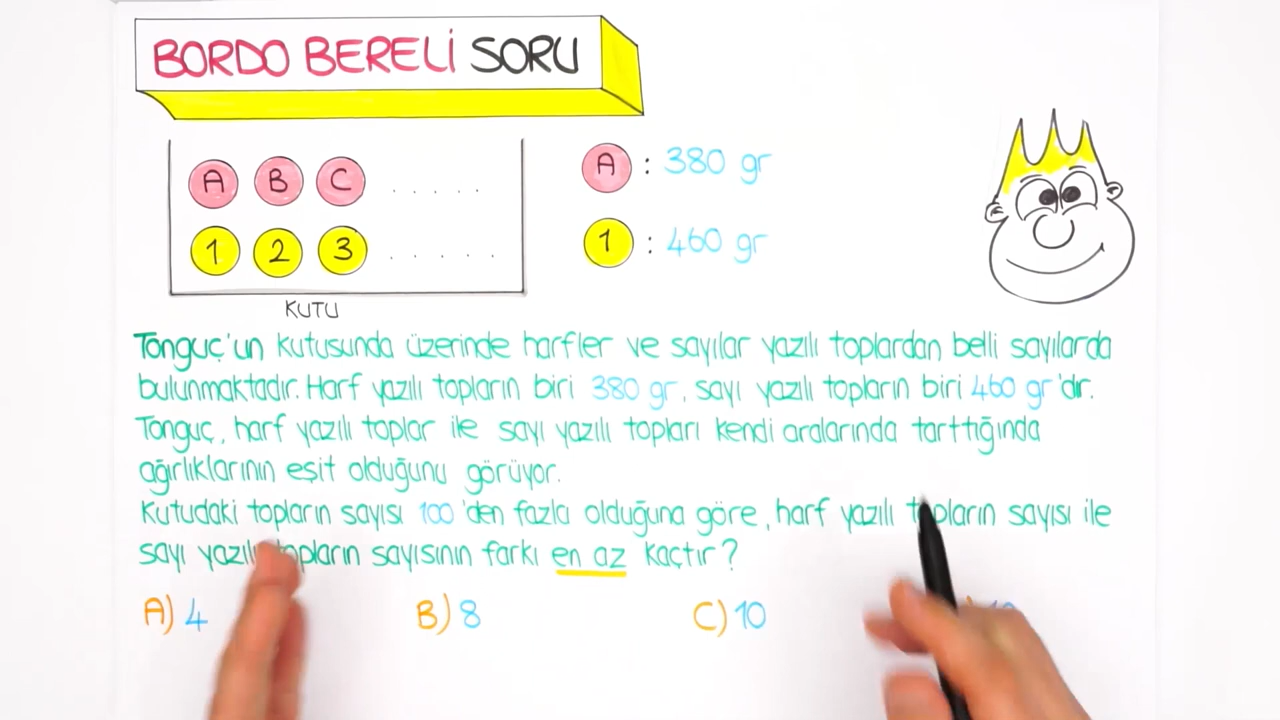 BORDO BERELİ SORU
A B C . . . . .
1 2 3 . . . . . .
KUTU
A : 380 gr
1 : 460 gr
Tonguç'un kutusunda üzerinde harfler ve sayılar yazılı toplardan belli sayılarda
bulunmaktadır. Harf yazılı topların biri 380 gr, sayı yazılı topların biri 460 gr'dır.
Tonguç, harf yazılı toplar ile sayı yazılı topları kendi aralarında tarttığında
ağırlıklarının eşit olduğunu görüyor.
Kutudaki topların sayısı 100'den fazla olduğuna göre, harf yazılı topların sayısı ile
sayı yazılı topların sayısının farkı en az kaçtır?
A) 4 B) 8 C) 10